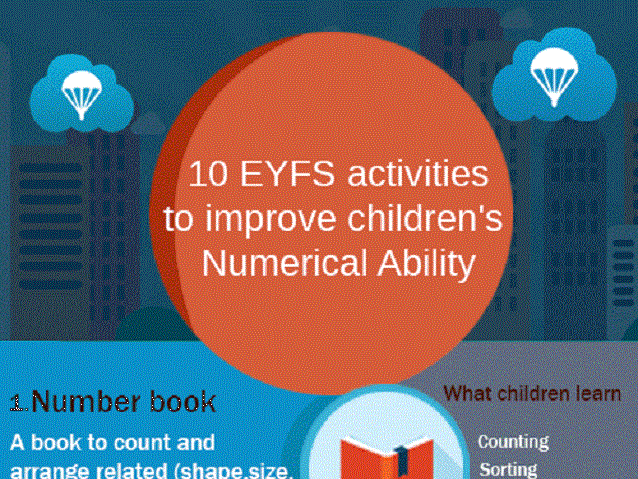 10 EYFS activities
to improve children's
Numerical Ability
1.Number book
What children learn
A book to count and
arrange related (shape,size,
Counting
Sorting